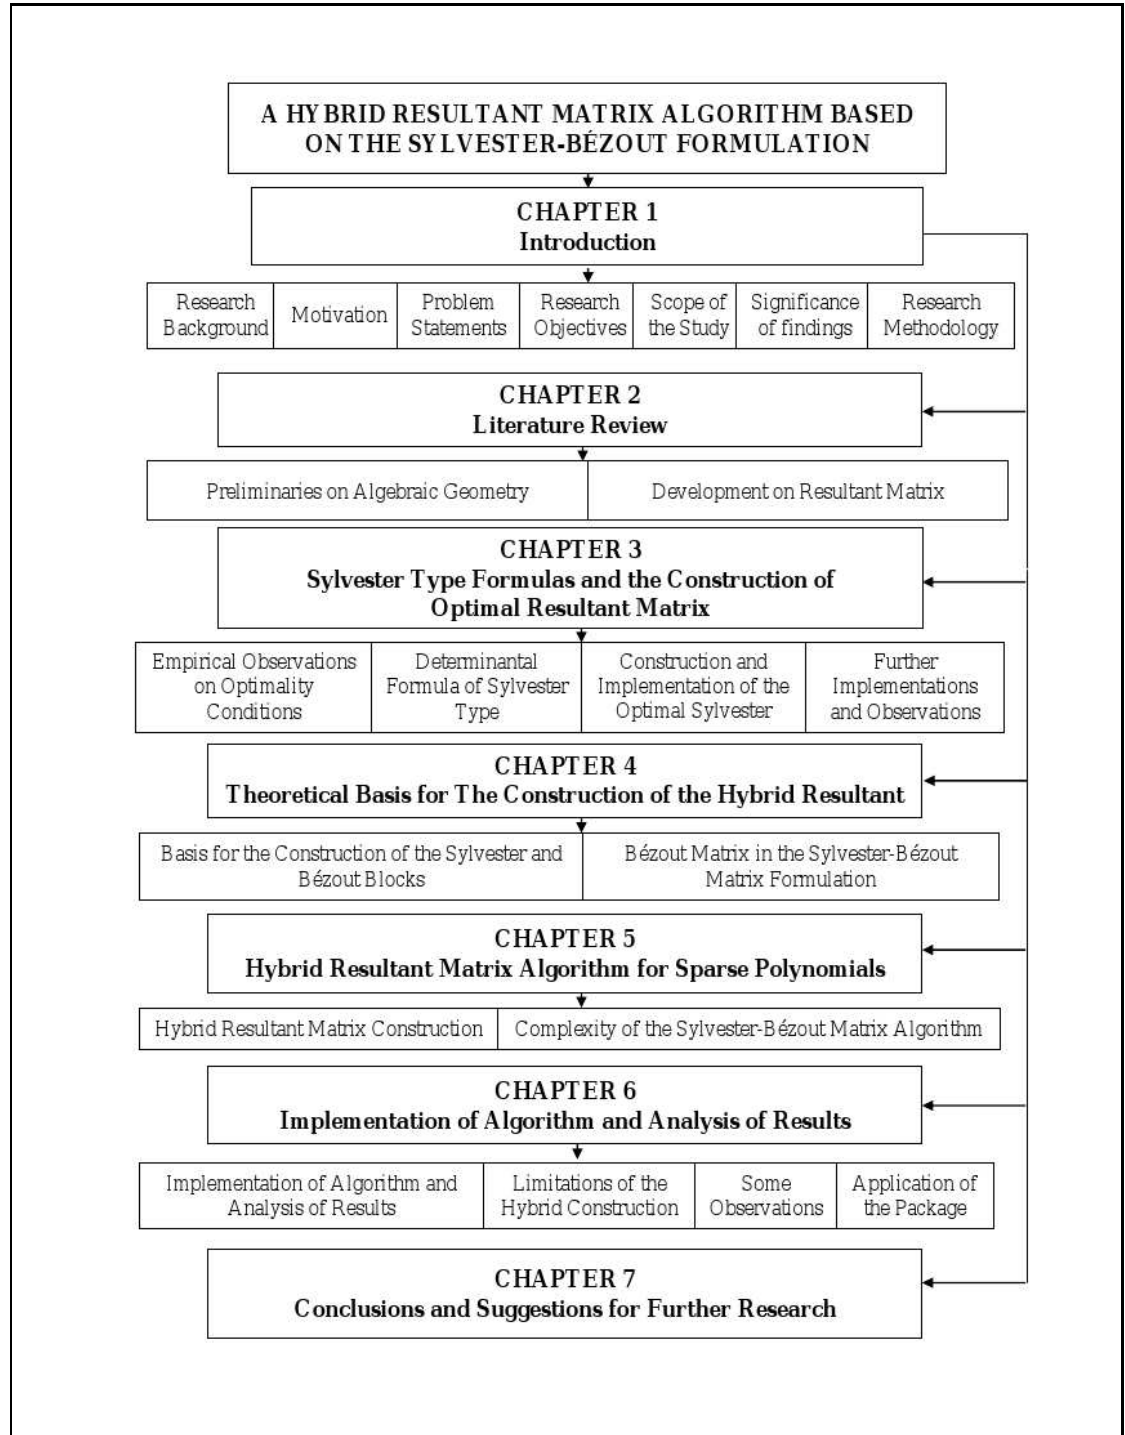 A HYBRID RESULTANT MATRIX ALGORITHM BASED
ON THE SYLVESTER-BÉZOUT FORMULATION
CHAPTER 1
Introduction
Research
Background
Motivation
Problem
Statements
Research
Objectives
Scope of
the Study
Significance
of findings
Research
Methodology
CHAPTER 2
Literature Review
Preliminaries on Algebraic Geometry
Development on Resultant Matrix
CHAPTER 3
Sylvester Type Formulas and the Construction of
Optimal Resultant Matrix
Empirical Observations
on Optimality
Conditions
Determinantal
Formula of Sylvester
Type
Construction and
Implementation of the
Optimal Sylvester
Further
Implementations
and Observations
CHAPTER 4
Theoretical Basis for The Construction of the Hybrid Resultant
Basis for the Construction of the Sylvester and
Bézout Blocks
Bézout Matrix in the Sylvester-Bézout
Matrix Formulation
CHAPTER 5
Hybrid Resultant Matrix Algorithm for Sparse Polynomials
Hybrid Resultant Matrix Construction
Complexity of the Sylvester-Bézout Matrix Algorithm
CHAPTER 6
Implementation of Algorithm and Analysis of Results
Implementation of Algorithm and
Analysis of Results
Limitations of the
Hybrid Construction
Some
Observations
Application of
the Package
CHAPTER 7
Conclusions and Suggestions for Further Research